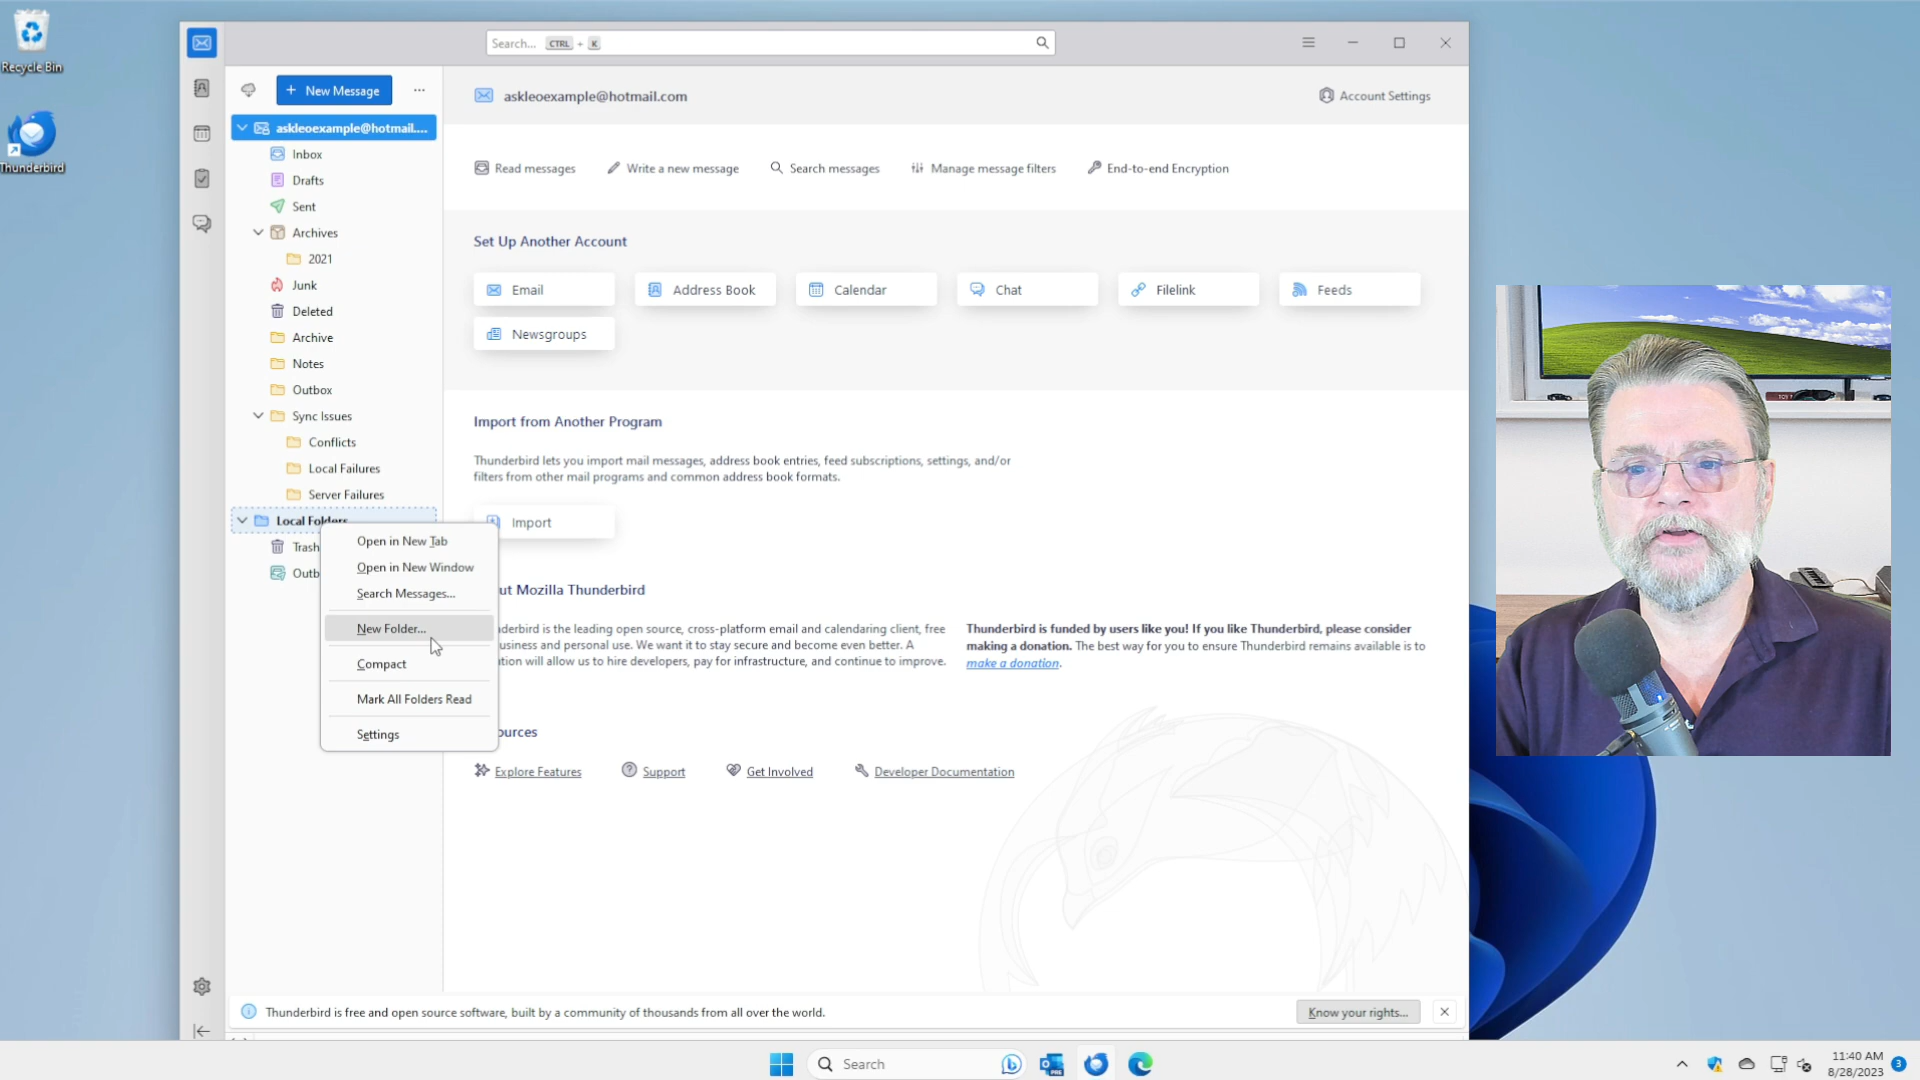 Recycle Bin
Thunderbird
Search... CTRL + K
New Message
askleoexample@hotmail....
Inbox
Drafts
Sent
Archives
2021
Junk
Deleted
Archive
Notes
Outbox
Sync Issues
Conflicts
Local Failures
Server Failures
Local Folders
Trash
Outb
Open in New Tab
Open in New Window
Search Messages...
New Folder...
Compact
Mark All Folders Read
Settings
askleoexample@hotmail.com
Account Settings
Read messages
Write a new message
Search messages
Manage message filters
End-to-end Encryption
Set Up Another Account
Email
Address Book
Calendar
Chat
Filelink
Feeds
Newsgroups
Import from Another Program
Thunderbird lets you import mail messages, address book entries, feed subscriptions, settings, and/or
filters from other mail programs and common address book formats.
Import
ut Mozilla Thunderbird
derbird is the leading open source, cross-platform email and calendaring client, free
usiness and personal use. We want it to stay secure and become even better. A
tion will allow us to hire developers, pay for infrastructure, and continue to improve.
Thunderbird is funded by users like you! If you like Thunderbird, please consider
making a donation. The best way for you to ensure Thunderbird remains available is to
make a donation.
ources
Explore Features
Support
Get Involved
Developer Documentation
Thunderbird is free and open source software, built by a community of thousands from all over the world.
Know your rights...
Search
11:40 AM
8/28/2023
3